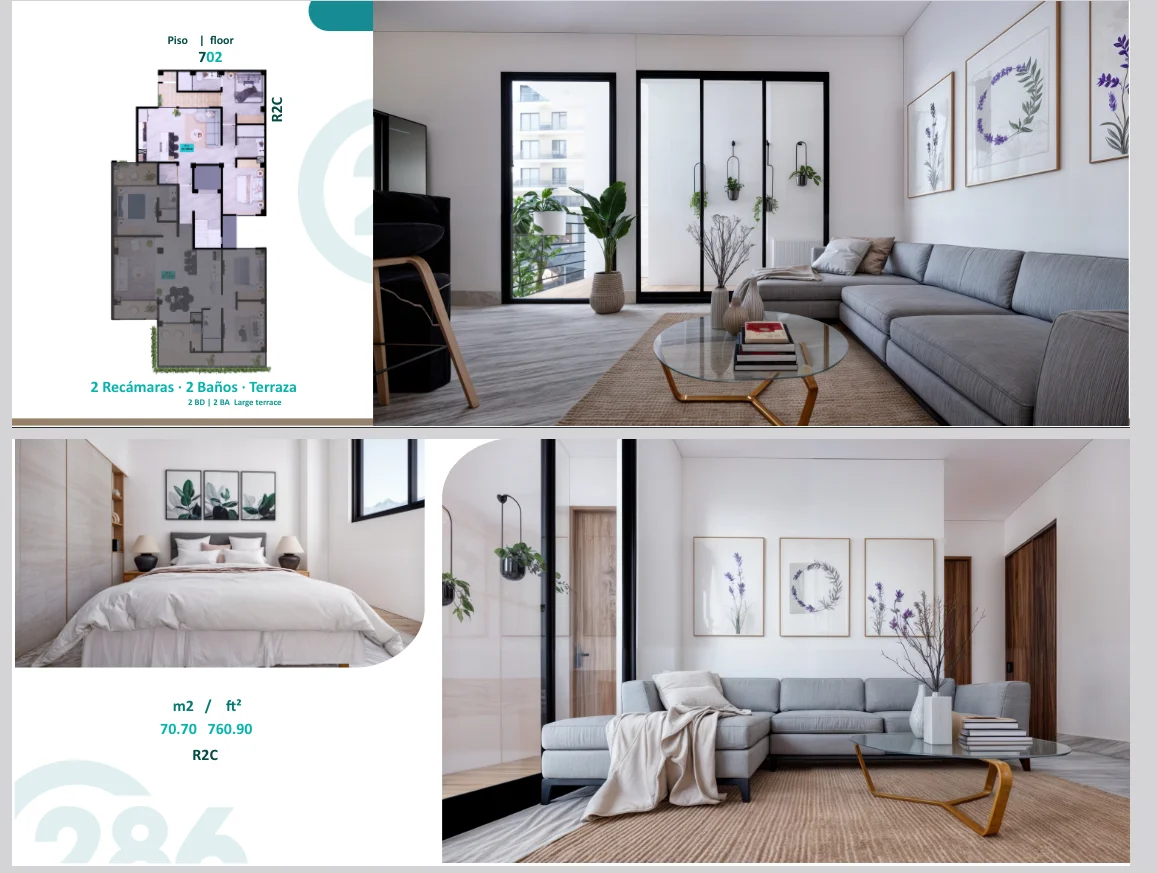 Piso | floor
702
R2C
2 Recámaras · 2 Baños · Terraza
2 BD | 2 BA Large terrace
m2 / ft²
70.70 760.90
R2C
286